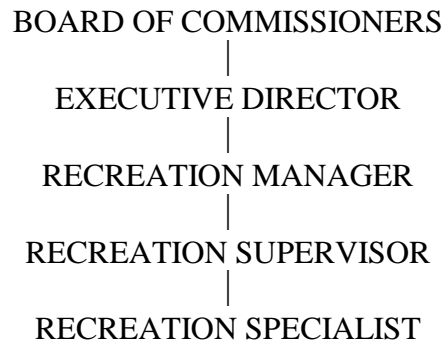 BOARD OF COMMISSIONERS
EXECUTIVE DIRECTOR
RECREATION MANAGER
RECREATION SUPERVISOR
RECREATION SPECIALIST